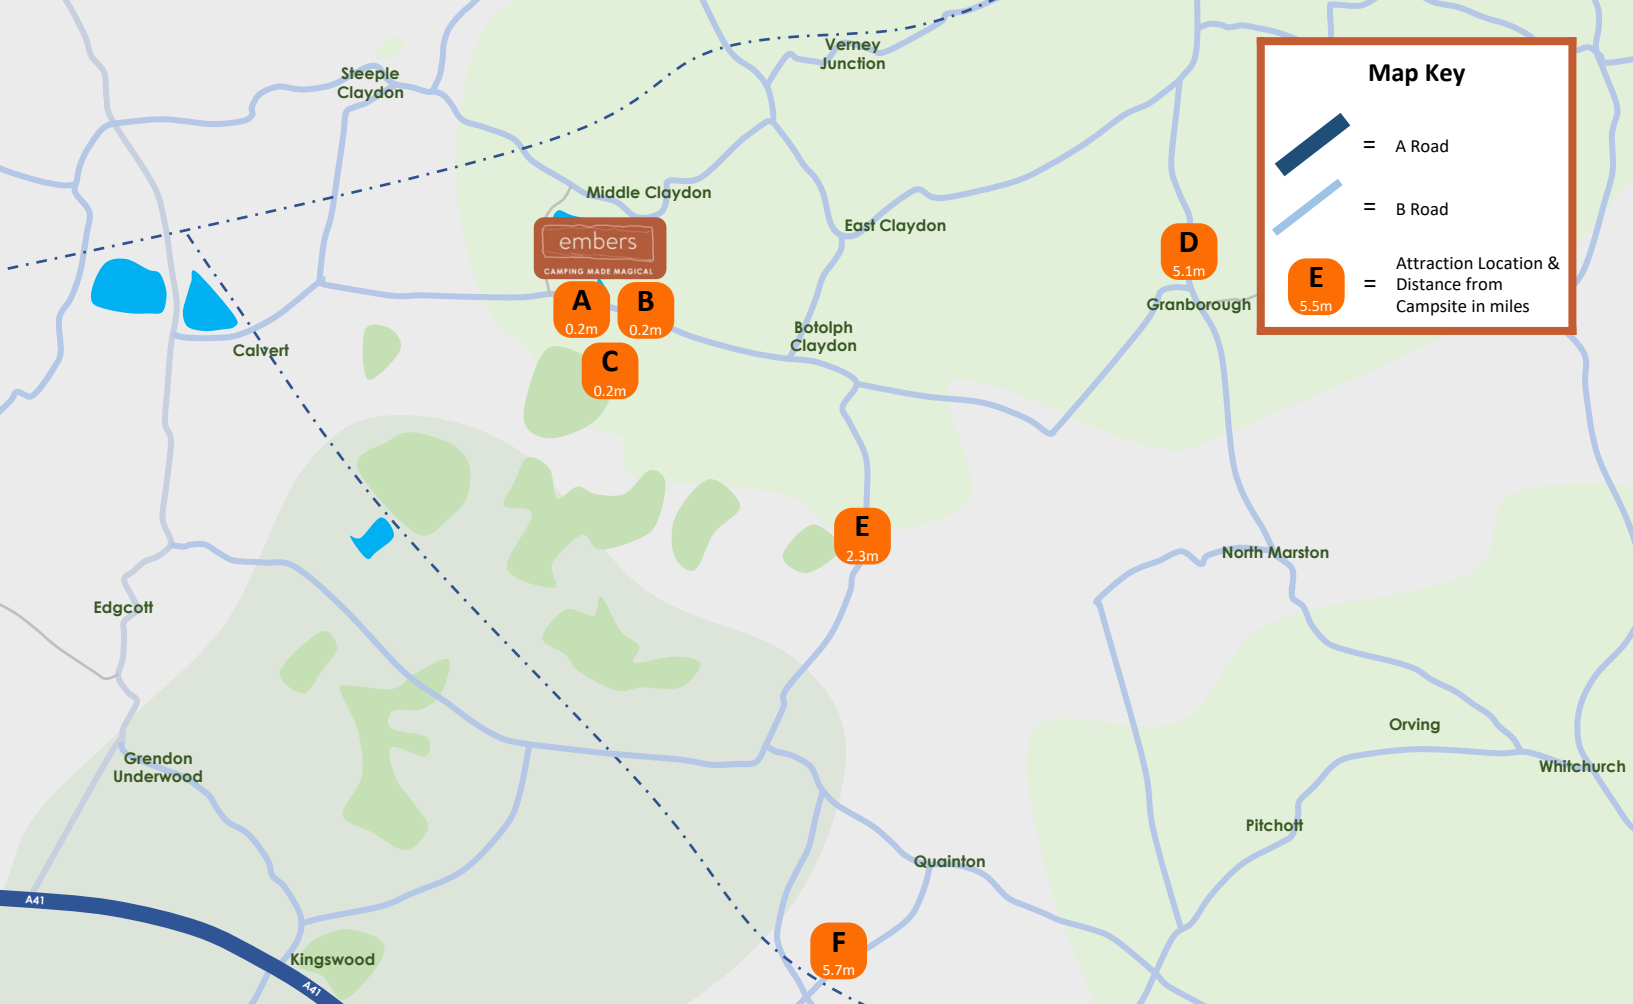 Verney
Junction
Steeple
Claydon
Middle Claydon
East Claydon
embers
CAMPING MADE MAGICAL
A
0.2m
B
0.2m
C
0.2m
Botolph
Claydon
D
5.1m
Granborough
Calvert
E
2.3m
North Marston
Edgcott
Grendon
Underwood
Orving
Whitchurch
Pitchott
Quainton
A41
Kingswood
A41
F
5.7m
Map Key
= A Road
= B Road
E
5.5m
= Attraction Location &
Distance from
Campsite in miles